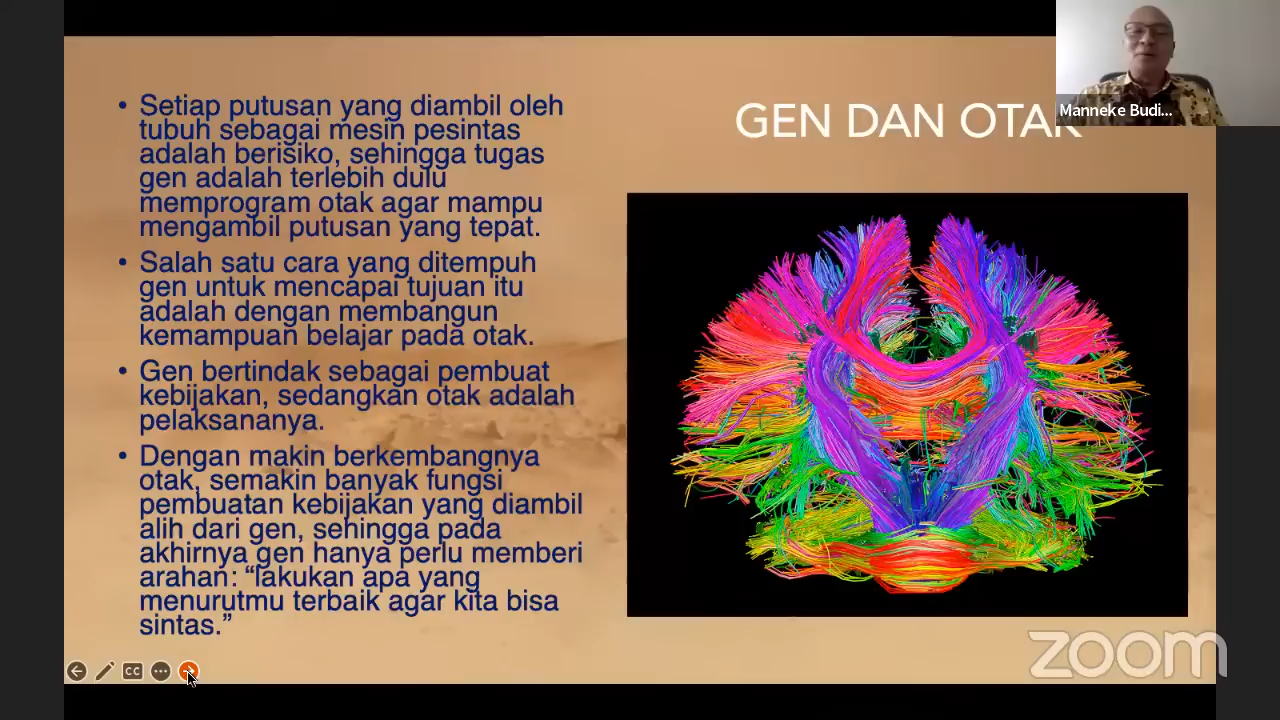 • Setiap putusan yang diambil oleh
tubuh sebagai mesin pesintas
adalah berisiko, sehingga tugas
gen adalah terlebih dulu
memprogram otak agar mampu
mengambil putusan yang tepat.
• Salah satu cara yang ditempuh
gen untuk mencapai tujuan itu
adalah dengan membangun
kemampuan belajar pada otak.
• Gen bertindak sebagai pembuat
kebijakan, sedangkan otak adalah
pelaksananya.
• Dengan makin berkembangnya
otak, semakin banyak fungsi
pembuatan kebijakan yang diambil
alih dari gen, sehingga pada
akhirnya gen hanya perlu memberi
arahan: “lakukan apa yang
menurutmu terbaik agar kita bisa
sintas.”
GEN DAN OTAK
Manneke Budi...
CC
zoom